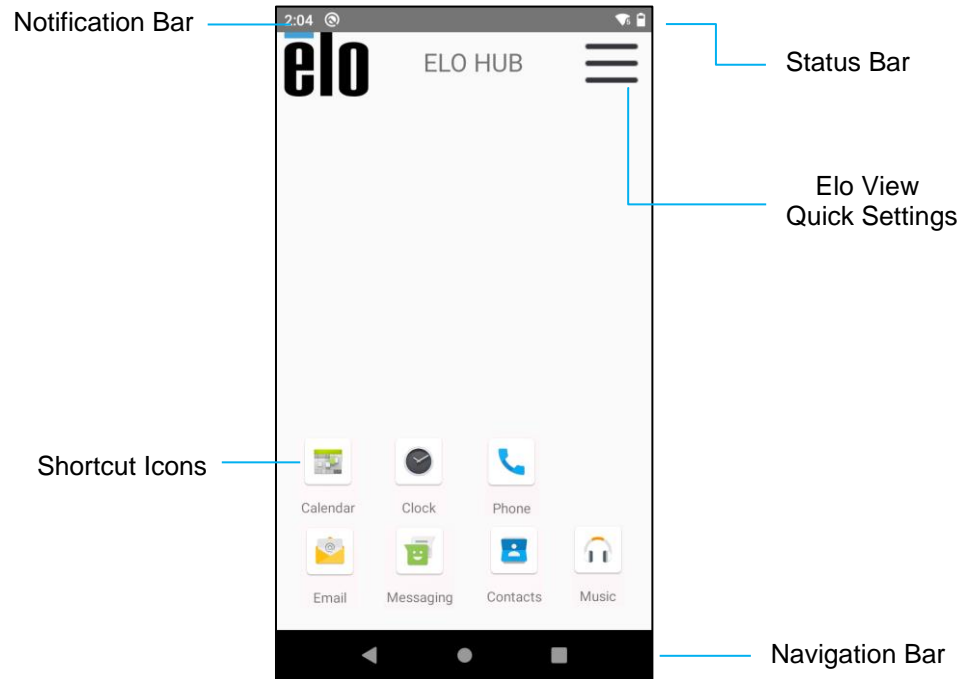 Notification Bar
2:04
Status Bar
elo
ELO HUB
Elo View
Quick Settings
Shortcut Icons
Calendar
Clock
Phone
Email
Messaging
Contacts
Music
Navigation Bar